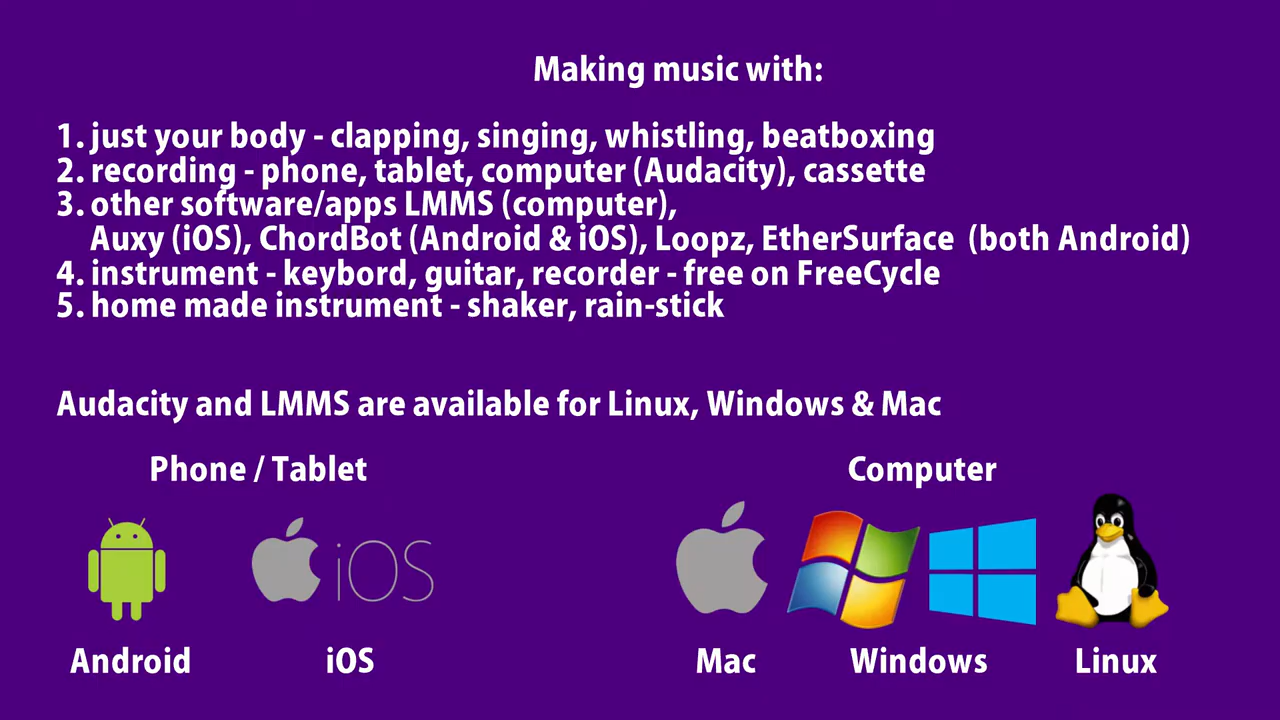 Making music with:
1. just your body - clapping, singing, whistling, beatboxing
2. recording - phone, tablet, computer (Audacity), cassette
3. other software/apps LMMS (computer),
Auxy (iOS), ChordBot (Android & iOS), Loopz, EtherSurface (both Android)
4. instrument - keybord, guitar, recorder - free on FreeCycle
5. home made instrument - shaker, rain-stick
Audacity and LMMS are available for Linux, Windows & Mac
Phone / Tablet
Computer
iOS
Android
iOS
Mac
Windows
Linux